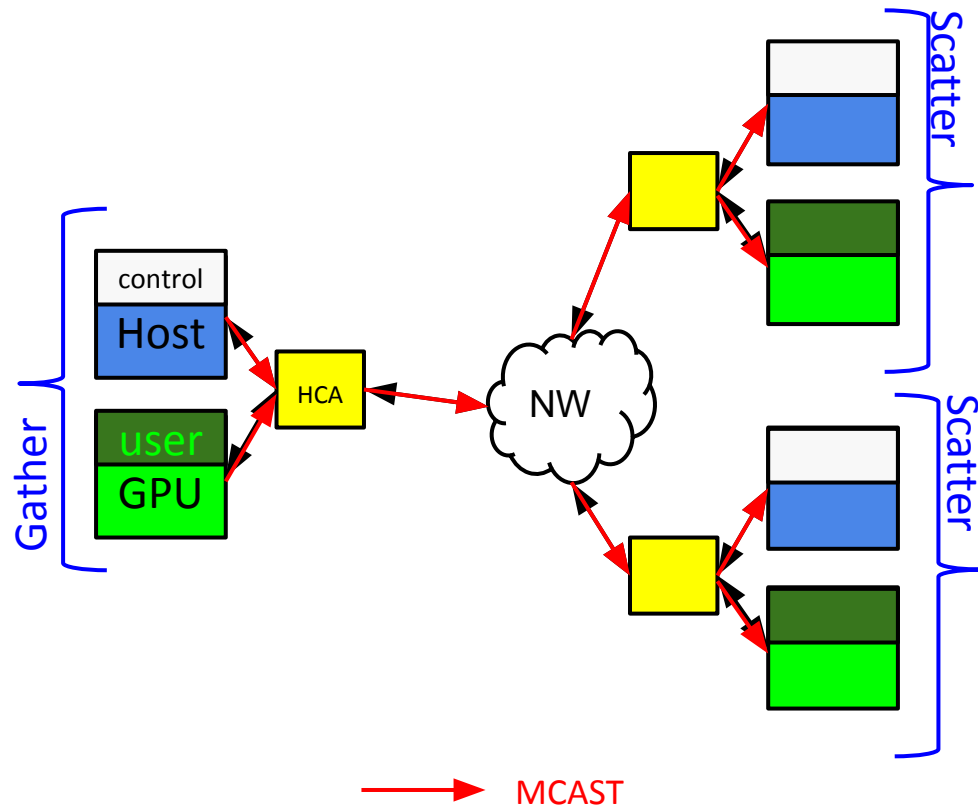 Scatter
control
Host
HCA
user
GPU
Gather
NW
Scatter
MCAST